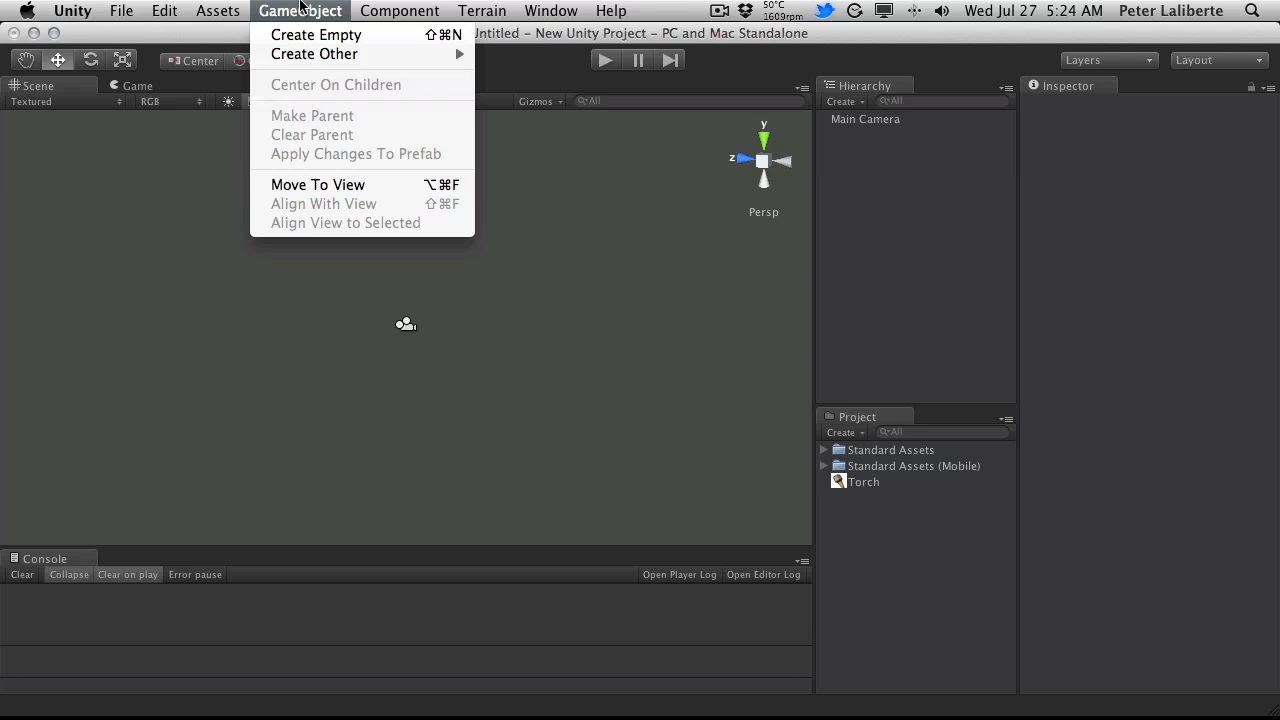 Unity File Edit Assets GameObject Component Terrain Window Help 50°C 1609rpm Wed Jul 27 5:24 AM Peter Laliberte
Untitled – New Unity Project – PC and Mac Standalone
Create Empty ⇧⌘N
Create Other
Center On Children
Make Parent
Clear Parent
Apply Changes To Prefab
Move To View ⌥⌘F
Align With View ⇧⌘F
Align View to Selected
Center
Layers Layout
Scene Game
Textured RGB Gizmos All
y
z
Persp
Hierarchy
Create All
Main Camera
Inspector
Project
Create All
Standard Assets
Standard Assets (Mobile)
Torch
Console
Clear Collapse Clear on play Error pause Open Player Log Open Editor Log